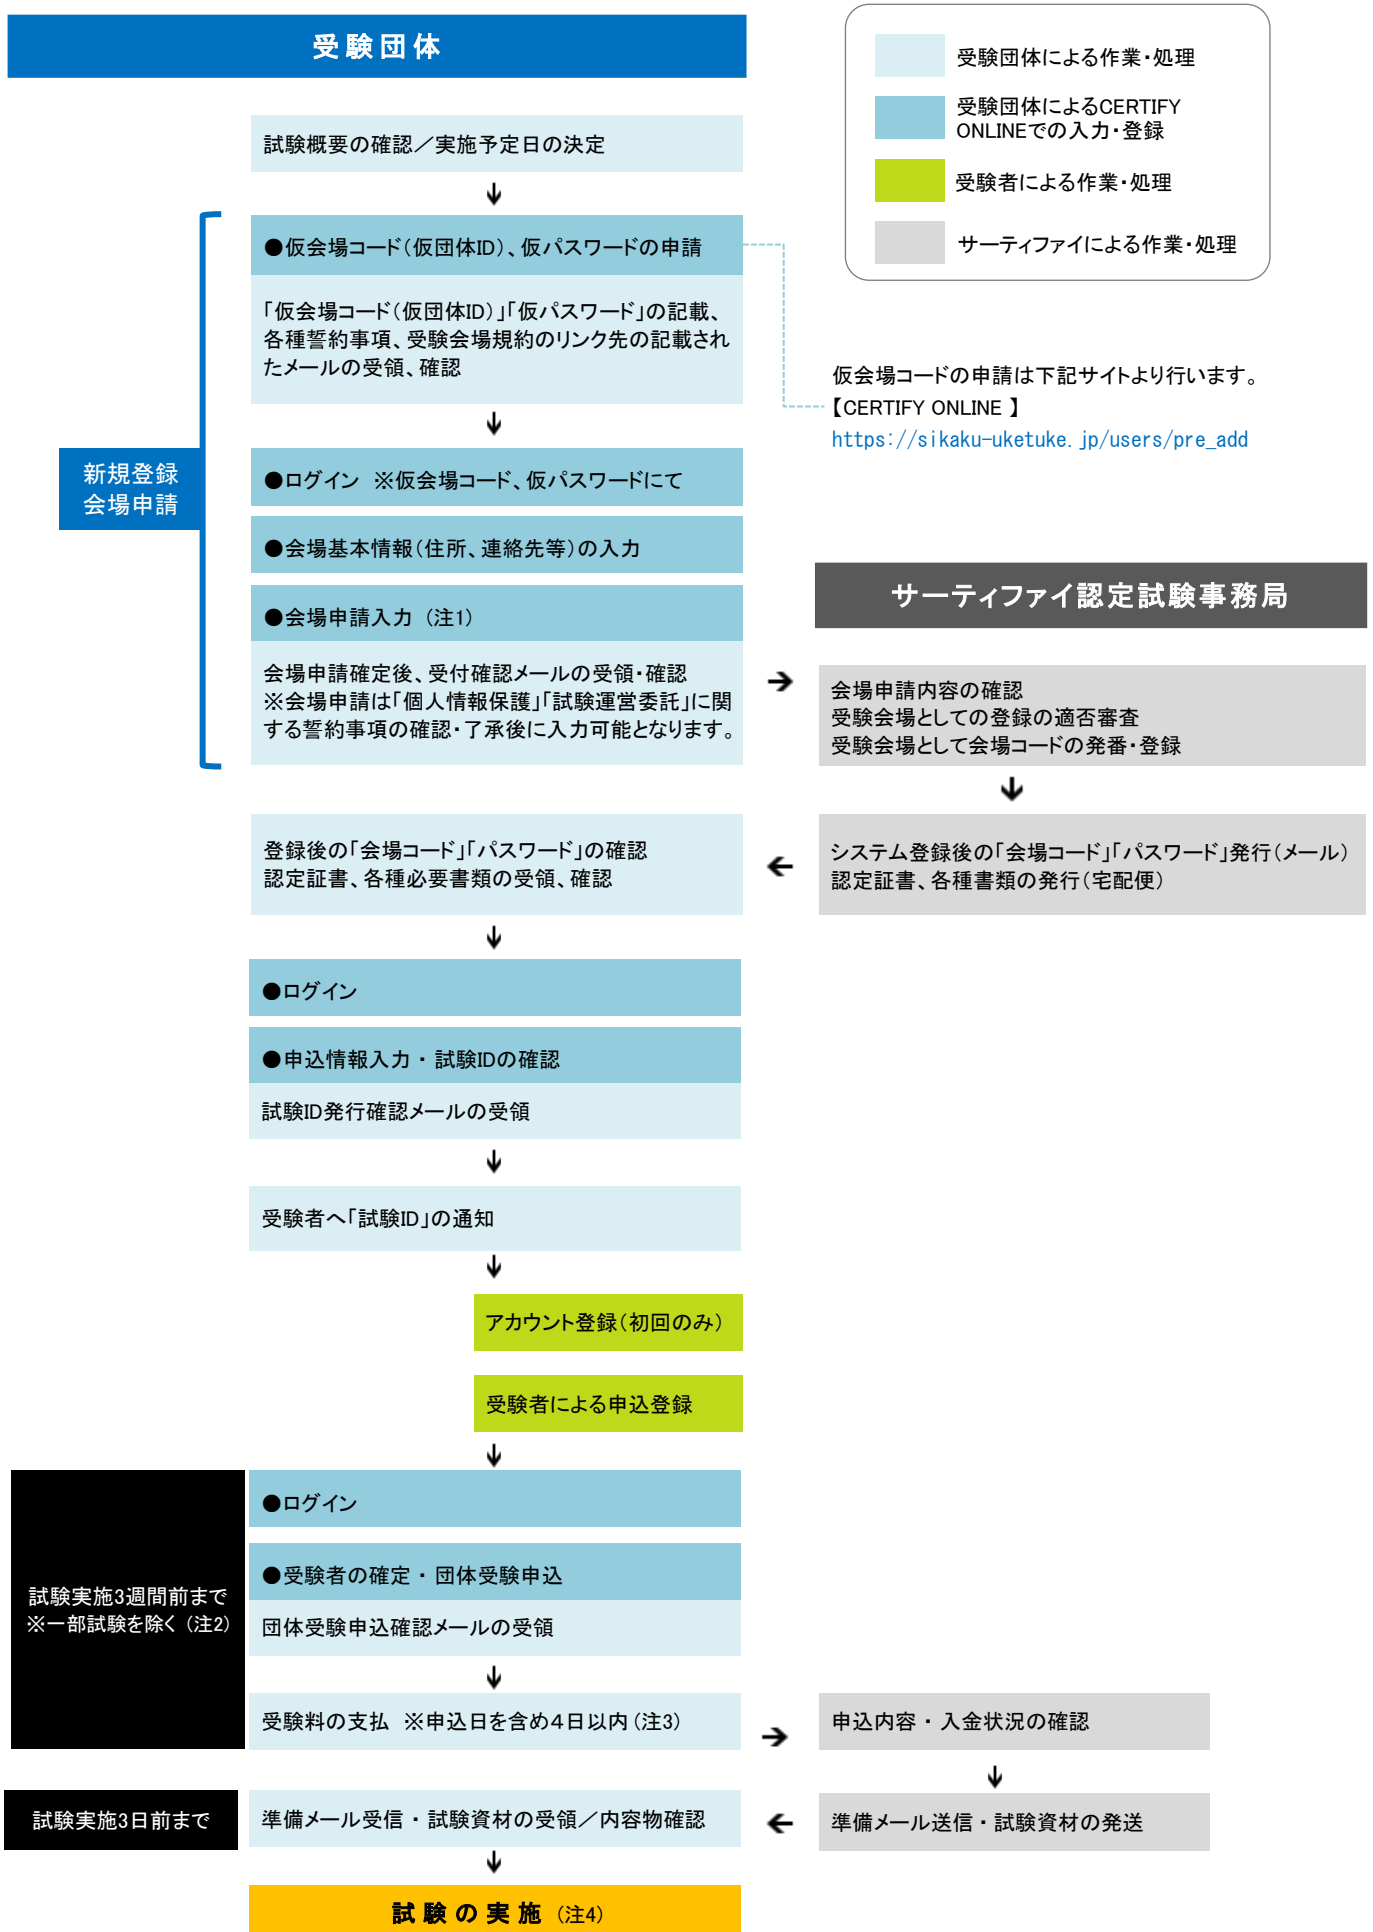 受験団体
受験団体による作業・処理
受験団体によるCERTIFY
ONLINEでの入力・登録
受験者による作業・処理
サーティファイによる作業・処理
試験概要の確認／実施予定日の決定
●仮会場コード（仮団体ID）、仮パスワードの申請
「仮会場コード（仮団体ID）」「仮パスワード」の記載、
各種誓約事項、受験会場規約のリンク先の記載され
たメールの受領、確認
仮会場コードの申請は下記サイトより行います。
【CERTIFY ONLINE 】
https://sikaku-uketuke.jp/users/pre_add
新規登録
会場申請
●ログイン ※仮会場コード、仮パスワードにて
●会場基本情報（住所、連絡先等）の入力
●会場申請入力（注1）
会場申請確定後、受付確認メールの受領・確認
※会場申請は「個人情報保護」「試験運営委託」に関
する誓約事項の確認・了承後に入力可能となります。
サーティファイ認定試験事務局
会場申請内容の確認
受験会場としての登録の適否審査
受験会場として会場コードの発番・登録
システム登録後の「会場コード」「パスワード」発行（メール）
認定証書、各種書類の発行（宅配便）
登録後の「会場コード」「パスワード」の確認
認定証書、各種必要書類の受領、確認
●ログイン
●申込情報入力・試験IDの確認
試験ID発行確認メールの受領
受験者へ「試験ID」の通知
アカウント登録（初回のみ）
受験者による申込登録
試験実施3週間前まで
※一部試験を除く（注2）
●ログイン
●受験者の確定・団体受験申込
団体受験申込確認メールの受領
受験料の支払 ※申込日を含め４日以内（注3）
申込内容・入金状況の確認
試験実施3日前まで
準備メール受信・試験資材の受領／内容物確認
準備メール送信・試験資材の発送
試験の実施（注4）